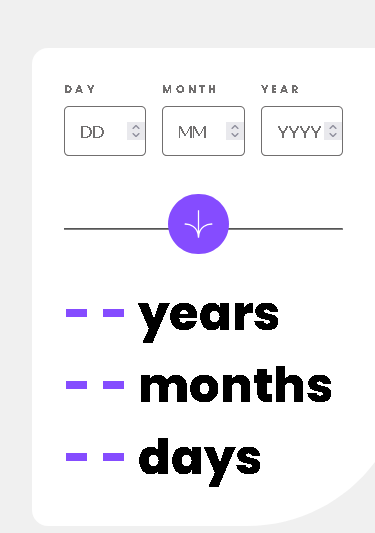 DAY MONTH YEAR
DD MM YYYY
-- years
-- months
-- days